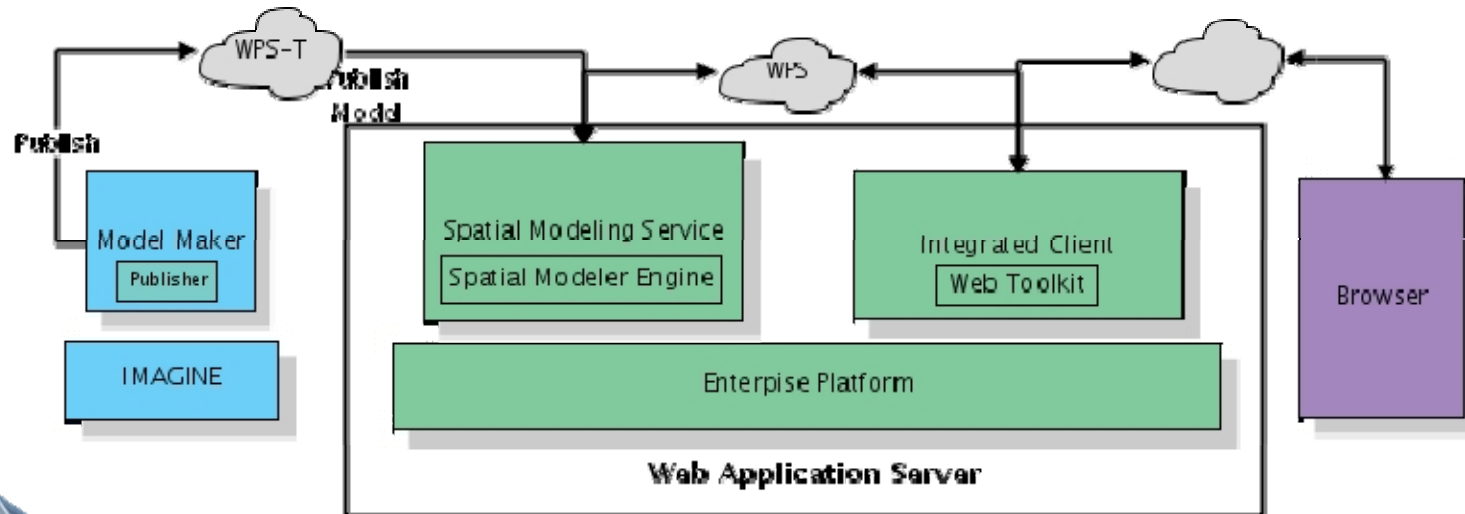 WPS-T
Publish
Model
WPS
Publish
Model Maker
Publisher
IMAGINE
Spatial Modeling Service
Spatial Modeler Engine
Integrated Client
Web Toolkit
Enterpise Platform
Web Application Server
Browser